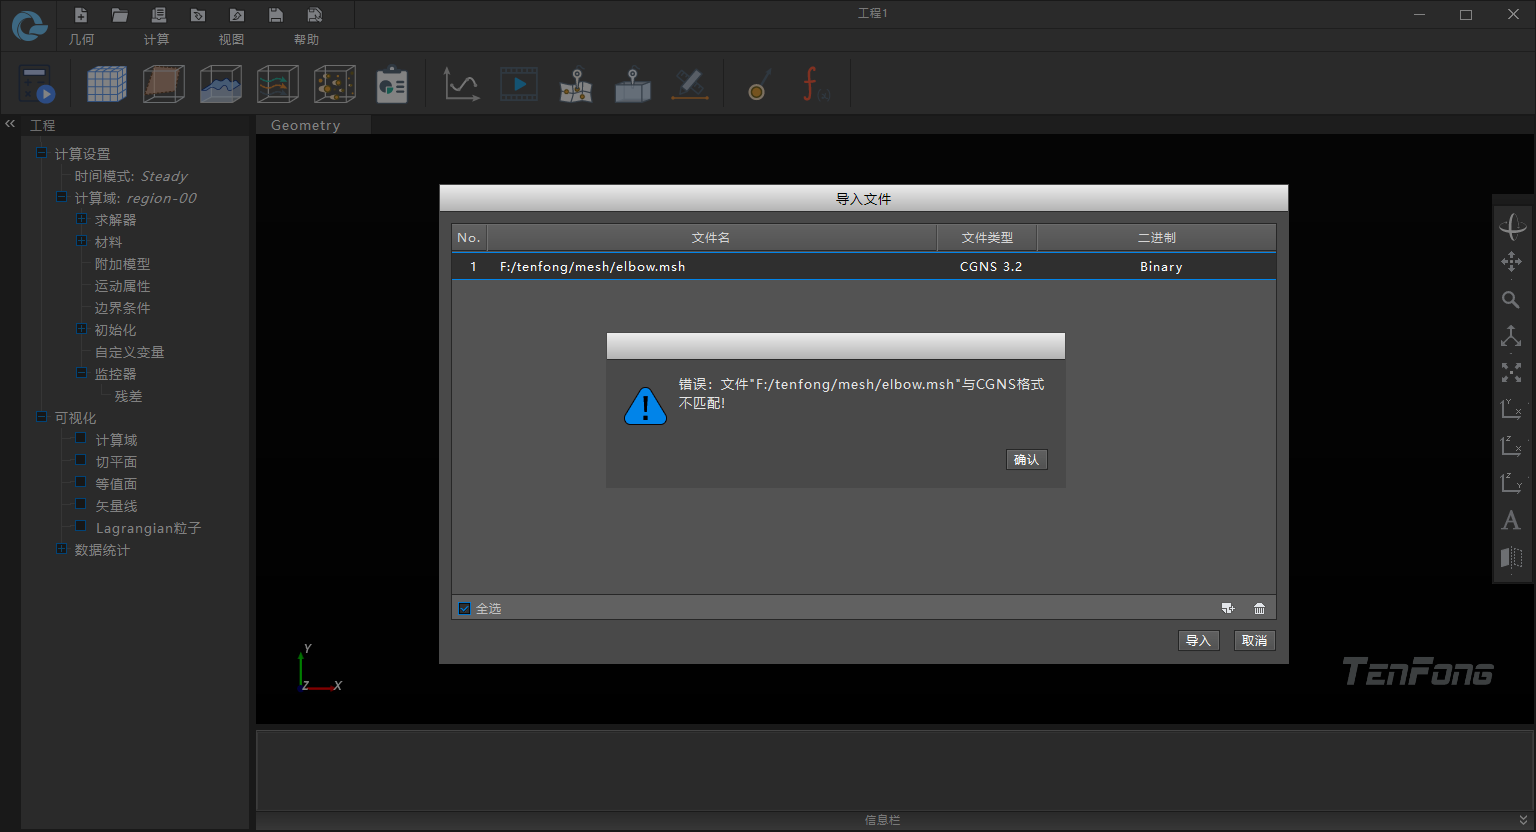 工程1
几何
计算
视图
帮助
工程
Geometry
计算设置
时间模式: Steady
计算域: region-00
求解器
材料
附加模型
运动属性
边界条件
初始化
自定义变量
监控器
残差
可视化
计算域
切平面
等值面
矢量线
Lagrangian粒子
数据统计
导入文件
No. 文件名 文件类型 二进制
1 F:/tenfong/mesh/elbow.msh CGNS 3.2 Binary
错误：文件"F:/tenfong/mesh/elbow.msh"与CGNS格式
不匹配!
确认
全选
导入 取消
Y
Z X
TENFONG
Y
X
Z
X
Z
Y
A
f(x)
信息栏